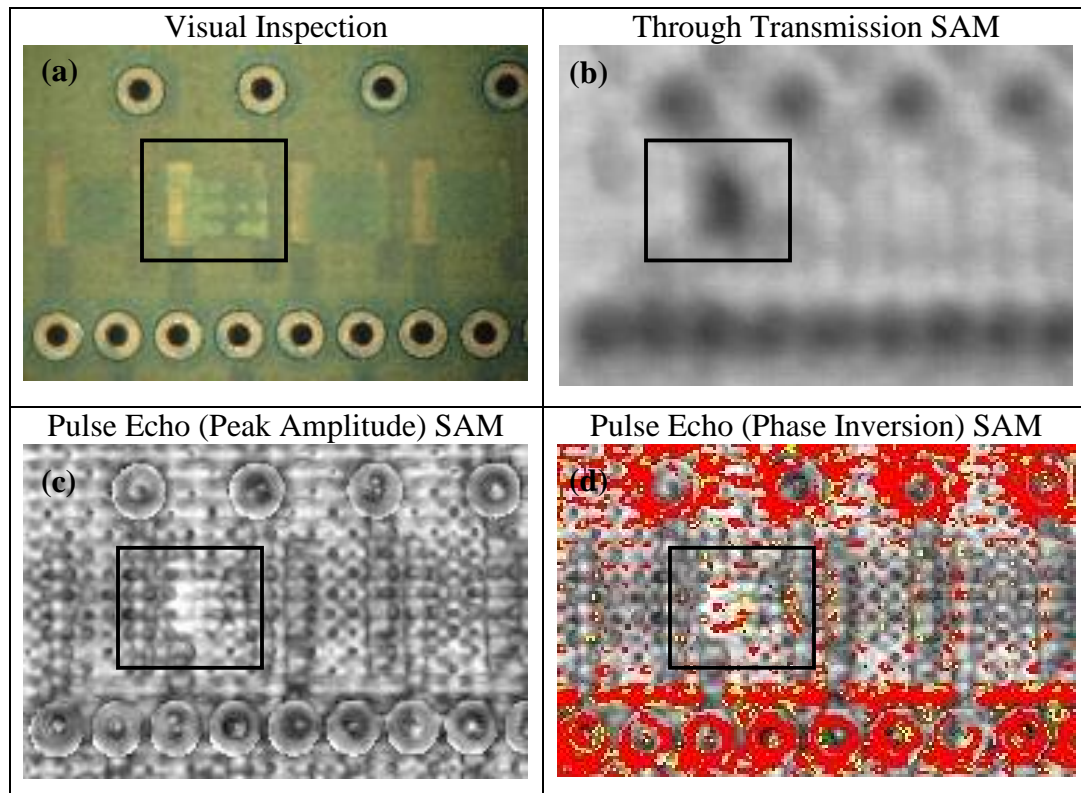 Visual Inspection
Through Transmission SAM
(a)
(b)
Pulse Echo (Peak Amplitude) SAM
Pulse Echo (Phase Inversion) SAM
(c)
(d)